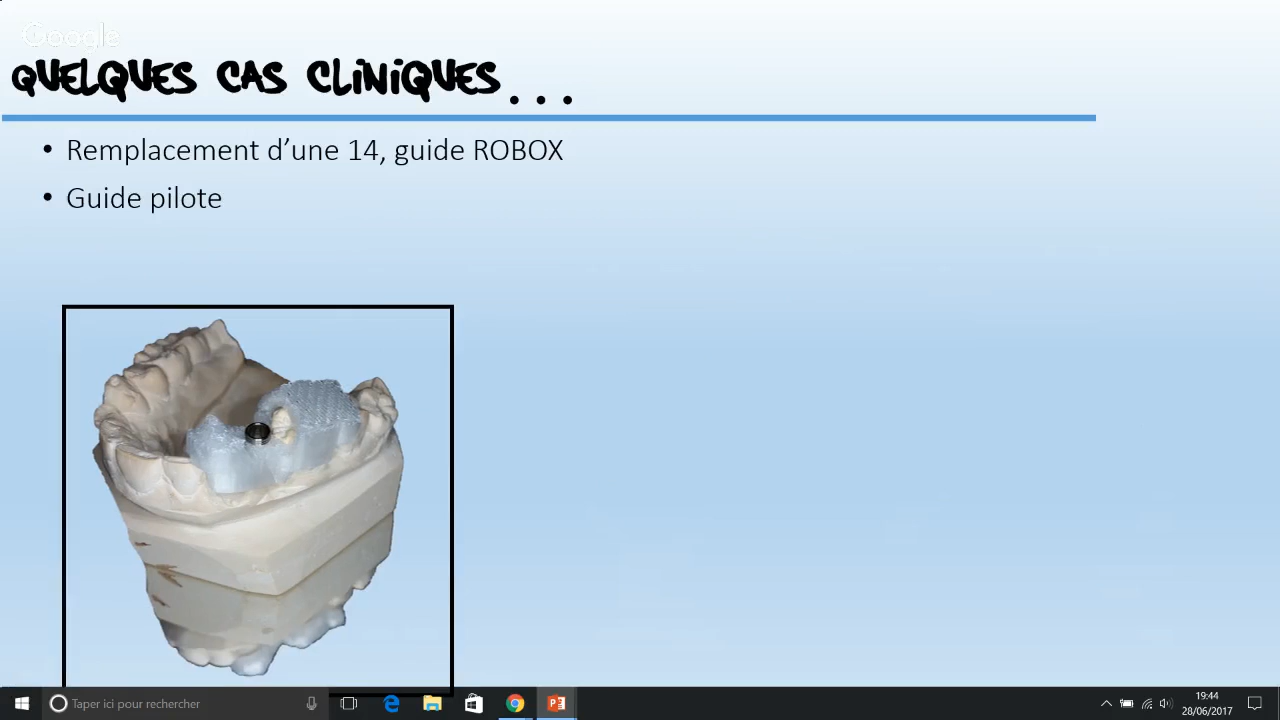 Google
QUELQUES CAS CLINIQUES...
• Remplacement d’une 14, guide ROBOX
• Guide pilote
Taper ici pour rechercher
19:44
28/06/2017